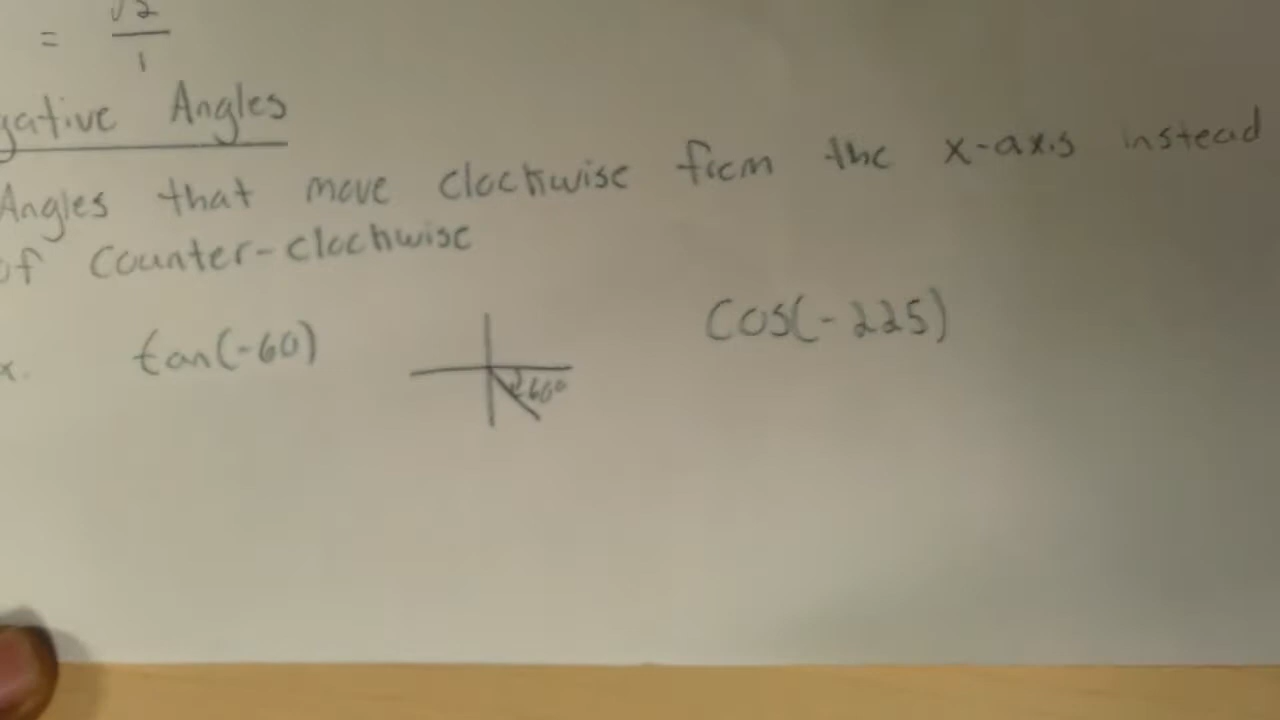 = √2/1
gative Angles
Angles that move clockwise from the x-axis instead
of counter-clockwise
x. tan(-60) 60° cos(-225)